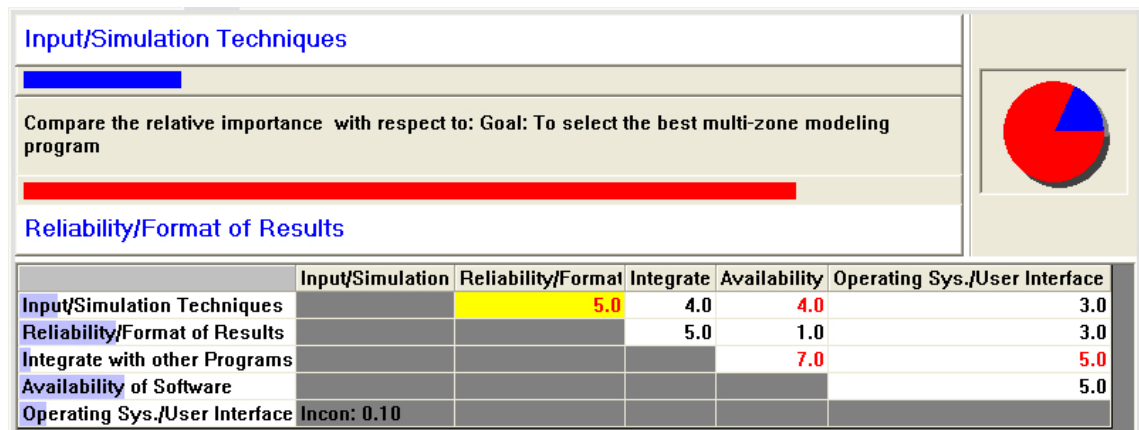 Input/Simulation Techniques
Compare the relative importance  with respect to: Goal: To select the best multi-zone modeling
program
Reliability/Format of Results
Input/Simulation Reliability/Format Integrate Availability Operating Sys./User Interface
Input/Simulation Techniques 5.0 4.0 4.0 3.0
Reliability/Format of Results 5.0 1.0 3.0
Integrate with other Programs 7.0 5.0
Availability of Software 5.0
Operating Sys./User Interface Incon: 0.10